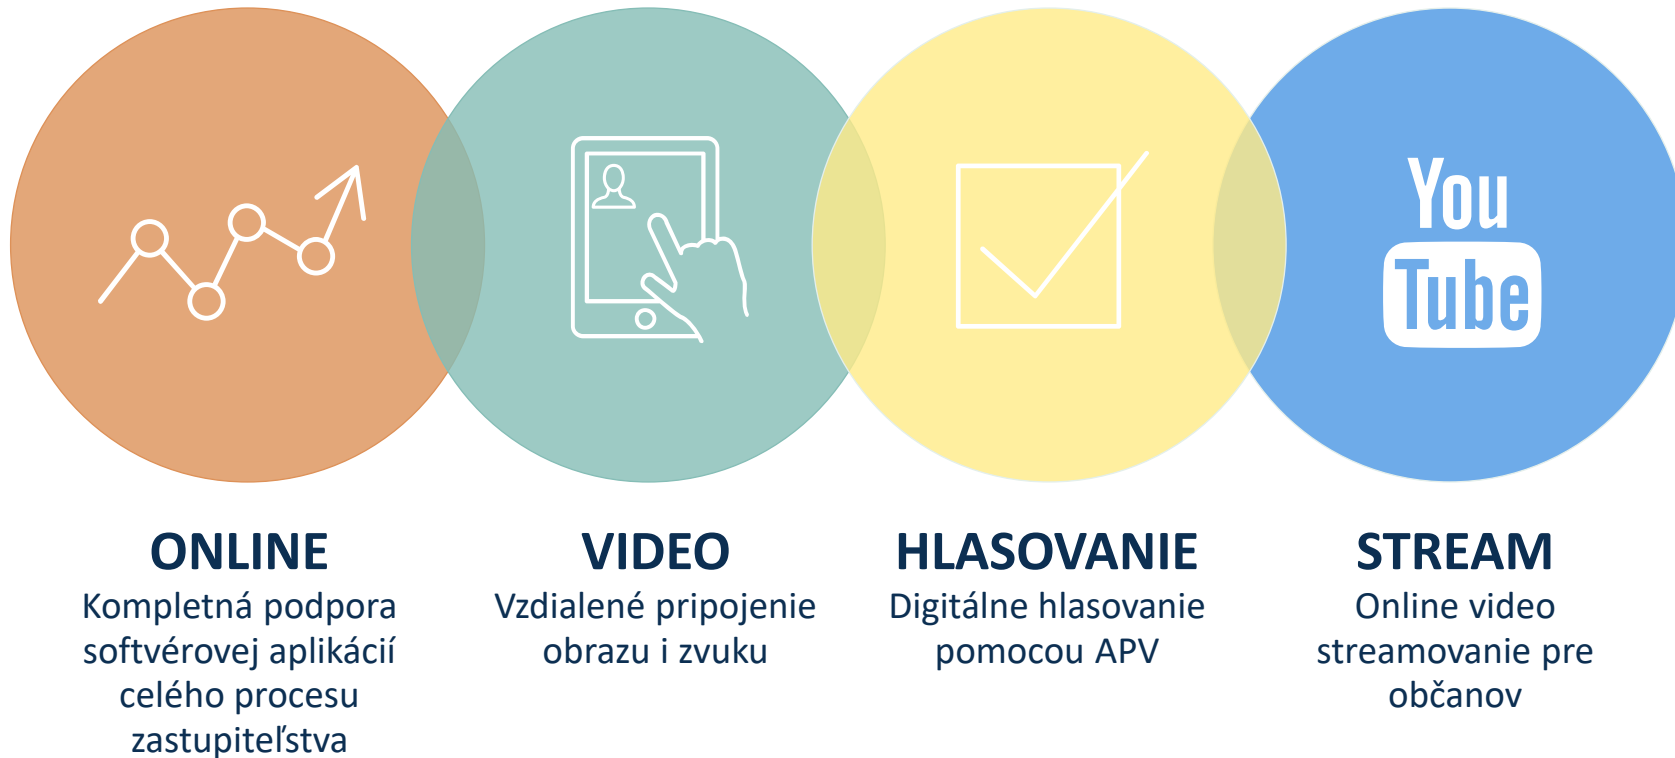 You
Tube
ONLINE
Kompletná podpora
softvérovej aplikácií
celého procesu
zastupiteľstva
VIDEO
Vzdialené pripojenie
obrazu i zvuku
HLASOVANIE
Digitálne hlasovanie
pomocou APV
STREAM
Online video
streamovanie pre
občanov